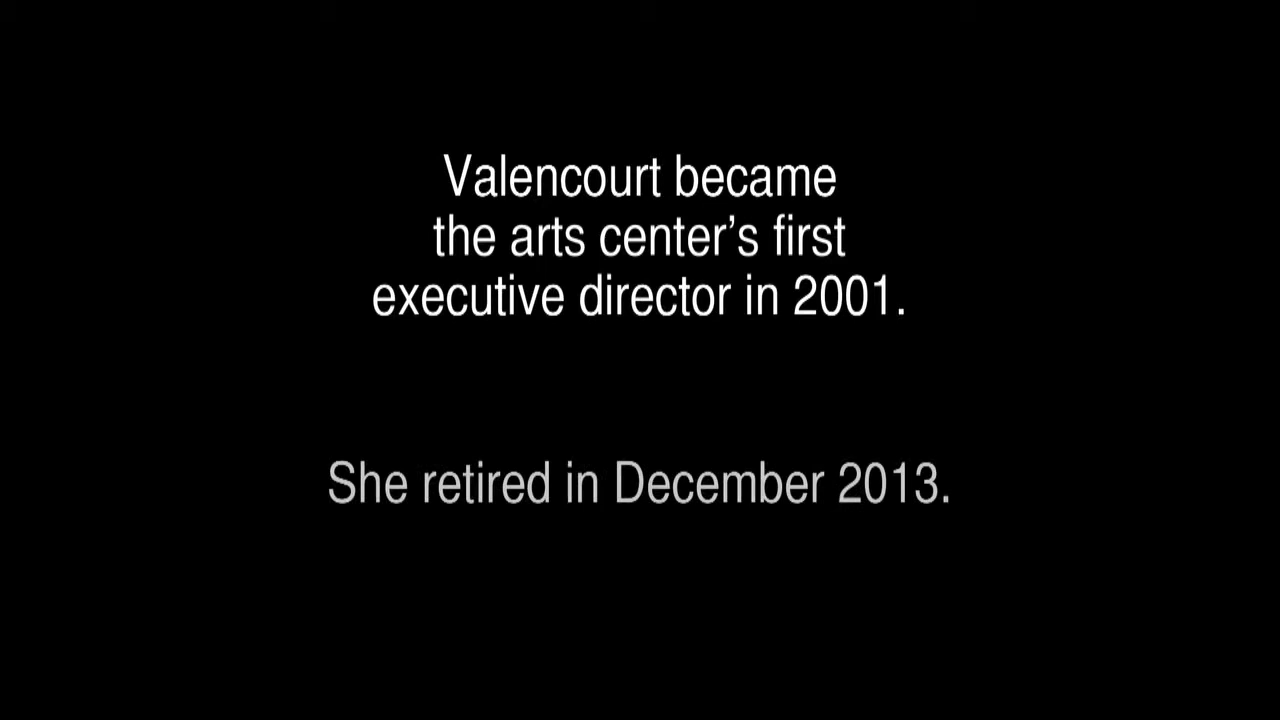 Valencourt became
the arts center’s first
executive director in 2001.
She retired in December 2013.